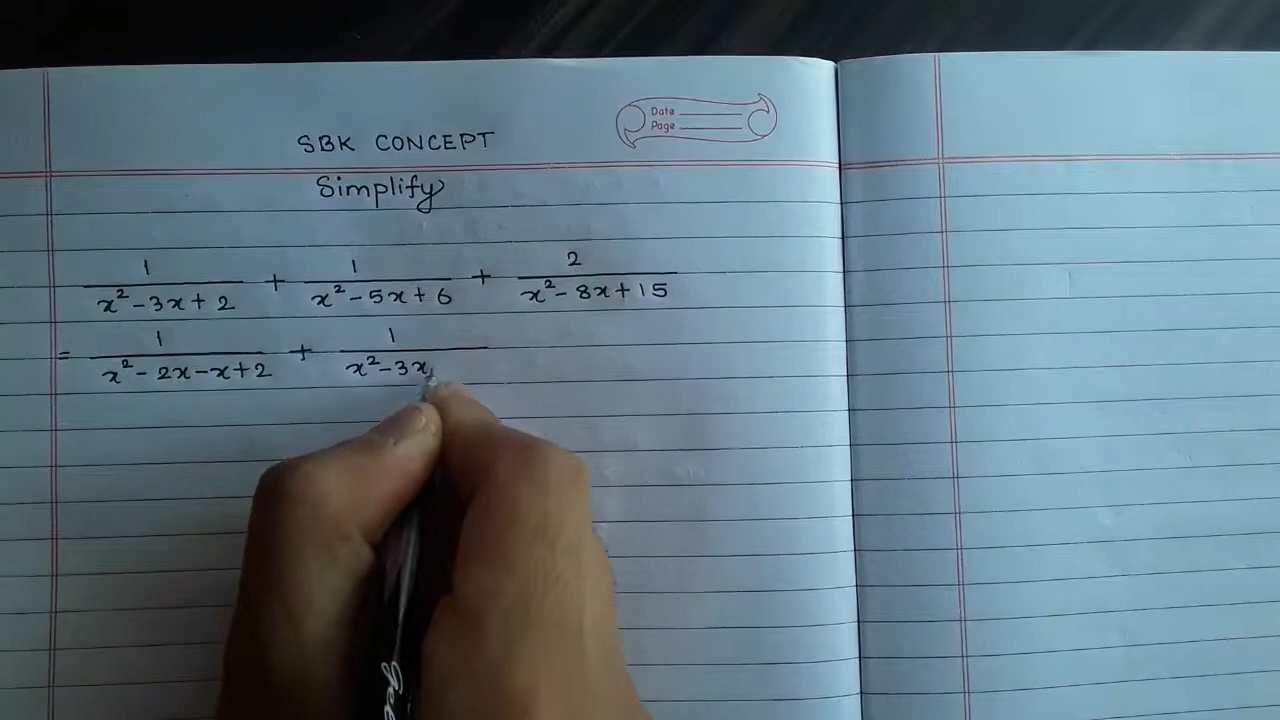 Date
Page
SBK CONCEPT
Simplify
1/(x²-3x+2) + 1/(x²-5x+6) + 2/(x²-8x+15)
= 1/(x²-2x-x+2) + 1/(x²-3x